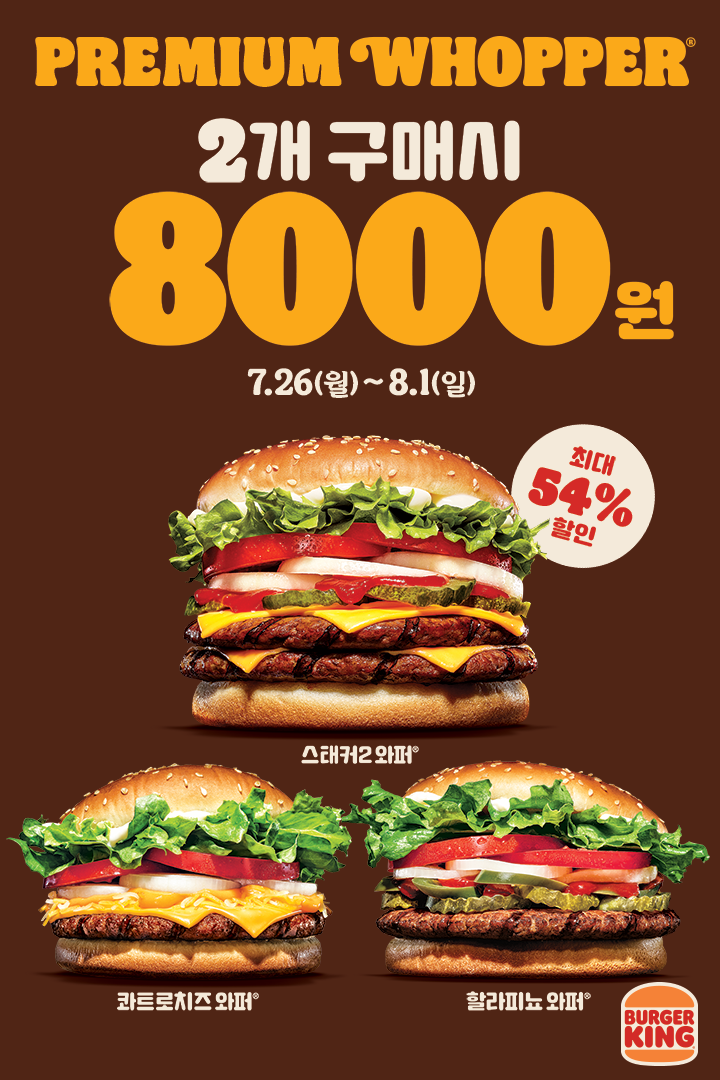 PREMIUM WHOPPER®
2개 구매시
8000원
7.26(월) ~ 8.1(일)
최대
54%
할인
스태커2 와퍼®
콰트로치즈 와퍼®
할라피뇨 와퍼®
BURGER
KING